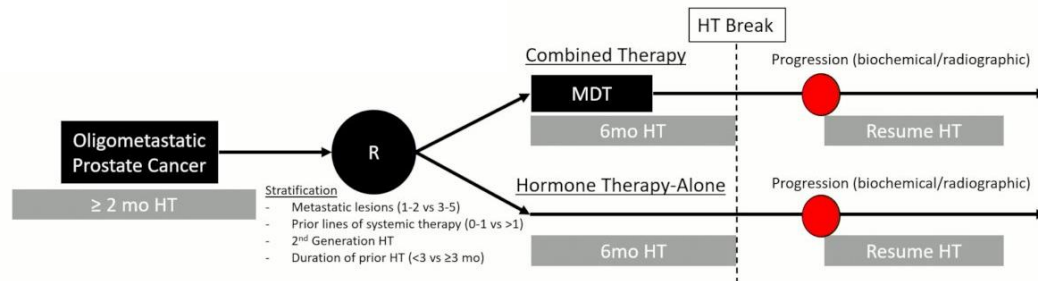 HT Break
Combined Therapy
Progression (biochemical/radiographic)
MDT
6mo HT
Resume HT
Oligometastatic
Prostate Cancer
≥ 2 mo HT
R
Stratification
- Metastatic lesions (1-2 vs 3-5)
- Prior lines of systemic therapy (0-1 vs >1)
- 2nd Generation HT
- Duration of prior HT (<3 vs ≥3 mo)
Hormone Therapy-Alone
Progression (biochemical/radiographic)
6mo HT
Resume HT